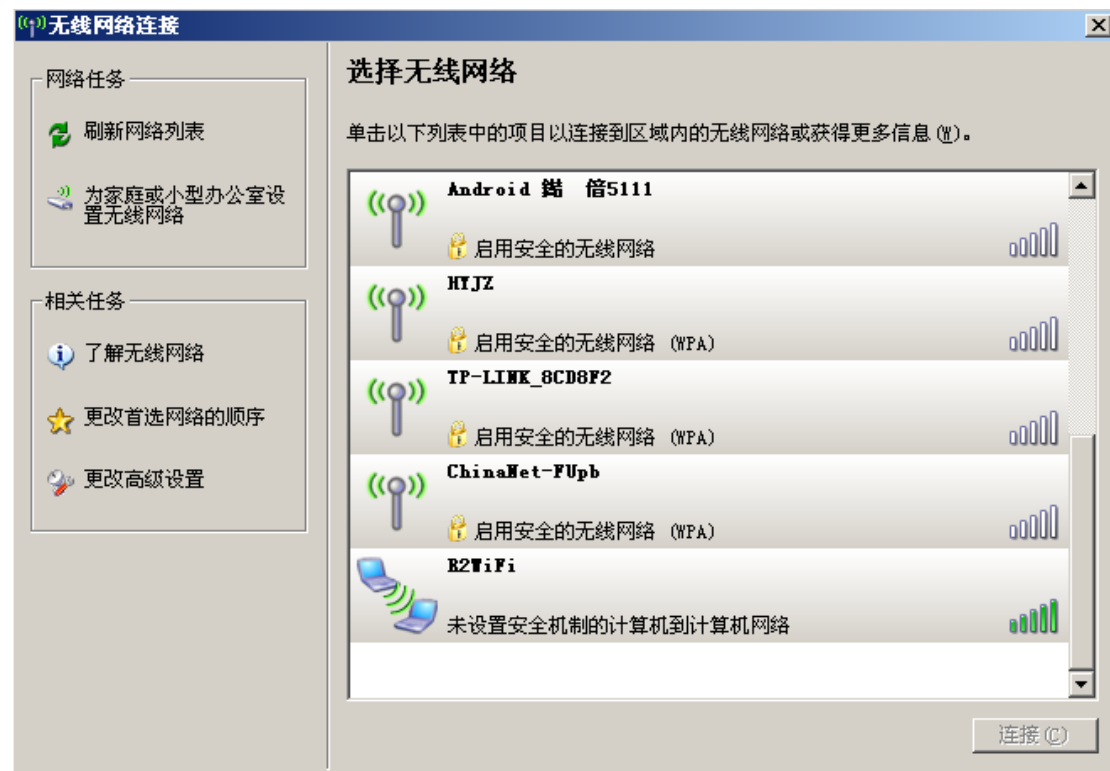 无线网络连接
网络任务
刷新网络列表
为家庭或小型办公室设
置无线网络
相关任务
了解无线网络
更改首选网络的顺序
更改高级设置
选择无线网络
单击以下列表中的项目以连接到区域内的无线网络或获得更多信息(W)。
Android 鍇 偣5111
启用安全的无线网络
HYJZ
启用安全的无线网络 (WPA)
TP-LINK_8CD8F2
启用安全的无线网络 (WPA)
ChinaNet-FUpb
启用安全的无线网络 (WPA)
R2WiFi
未设置安全机制的计算机到计算机网络
连接(C)